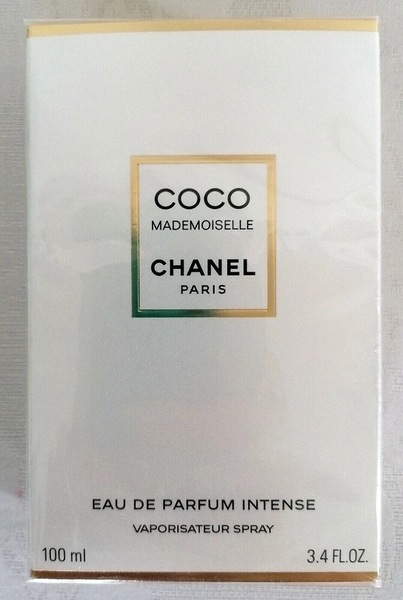 COCO
MADEMOISELLE
CHANEL
PARIS
EAU DE PARFUM INTENSE
VAPORISATEUR SPRAY
100 ml 3.4 FL.OZ.